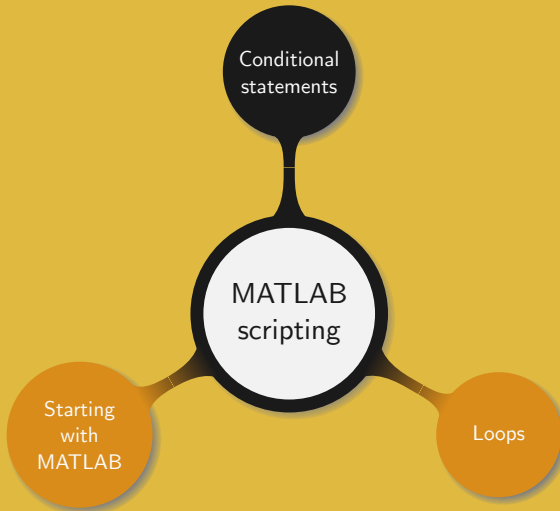 Conditional
statements
MATLAB
scripting
Starting
with
MATLAB
Loops